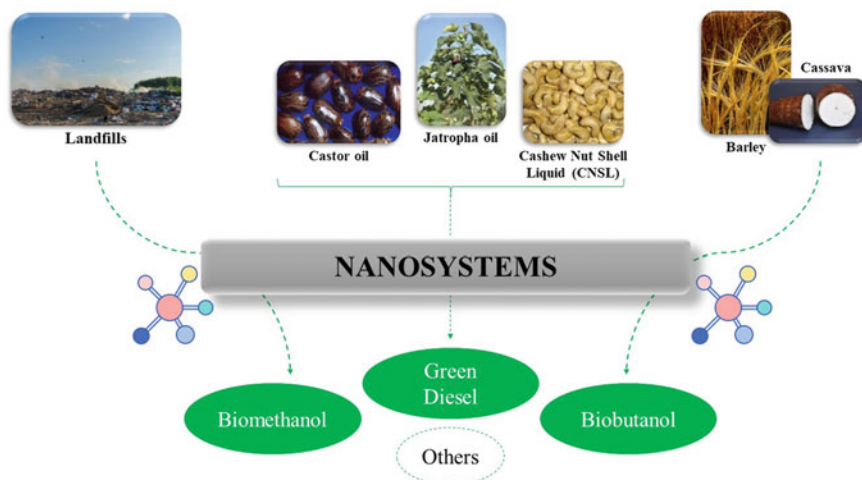 Landfills
Castor oil
Jatropha oil
Cashew Nut Shell
Liquid (CNSL)
Barley
Cassava
NANOSYSTEMS
Biomethanol
Green
Diesel
Biobutanol
Others